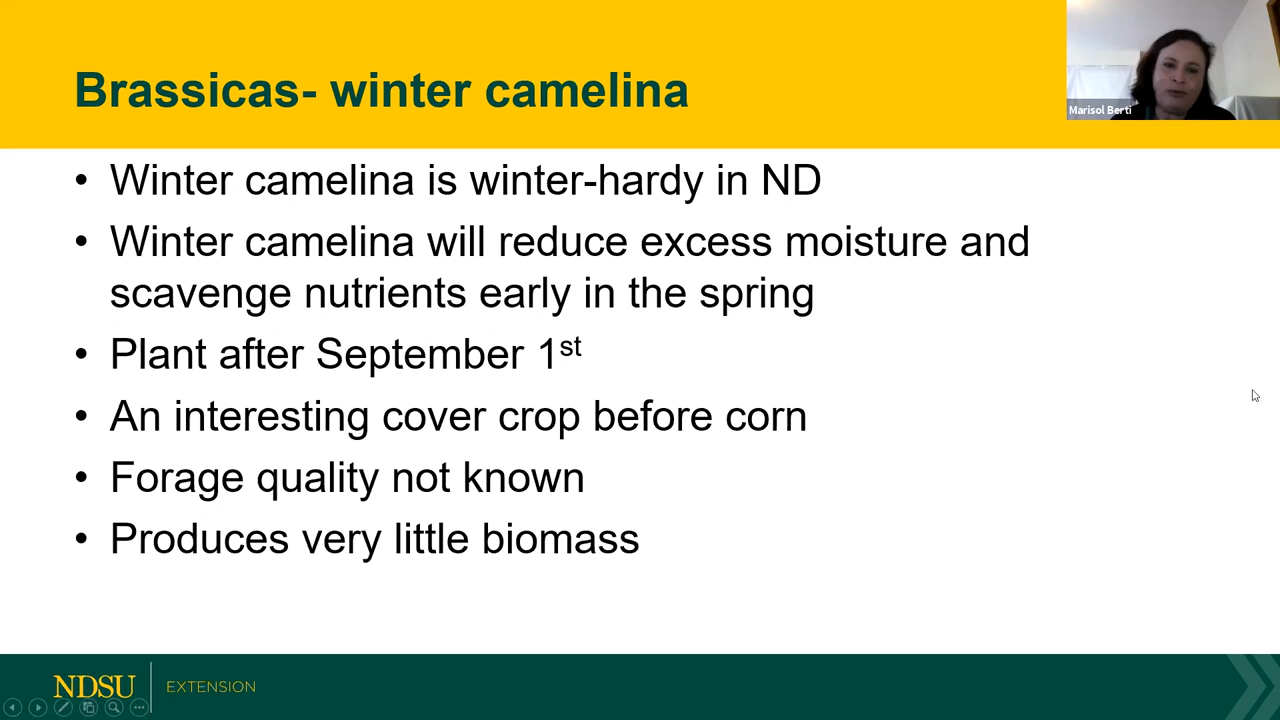 Brassicas- winter camelina
Marisol Berti
• Winter camelina is winter-hardy in ND
• Winter camelina will reduce excess moisture and
scavenge nutrients early in the spring
• Plant after September 1st
• An interesting cover crop before corn
• Forage quality not known
• Produces very little biomass
NDSU EXTENSION